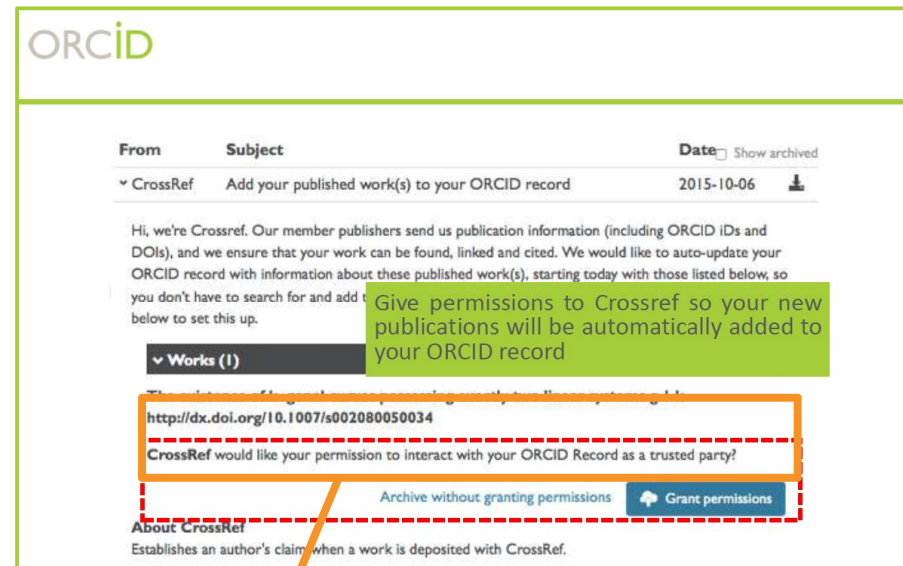 ORCiD
From Subject Date Show archived
CrossRef Add your published work(s) to your ORCID record 2015-10-06
Hi, we're Crossref. Our member publishers send us publication information (including ORCID iDs and
DOIs), and we ensure that your work can be found, linked and cited. We would like to auto-update your
ORCID record with information about these published work(s), starting today with those listed below, so
you don't have to search for and add
below to set this up.
Give permissions to Crossref so your new
publications will be automatically added to
your ORCID record
Works (1)
http://dx.doi.org/10.1007/s002080050034
CrossRef would like your permission to interact with your ORCID Record as a trusted party?
Archive without granting permissions Grant permissions
About CrossRef
Establishes an author's claim when a work is deposited with CrossRef.